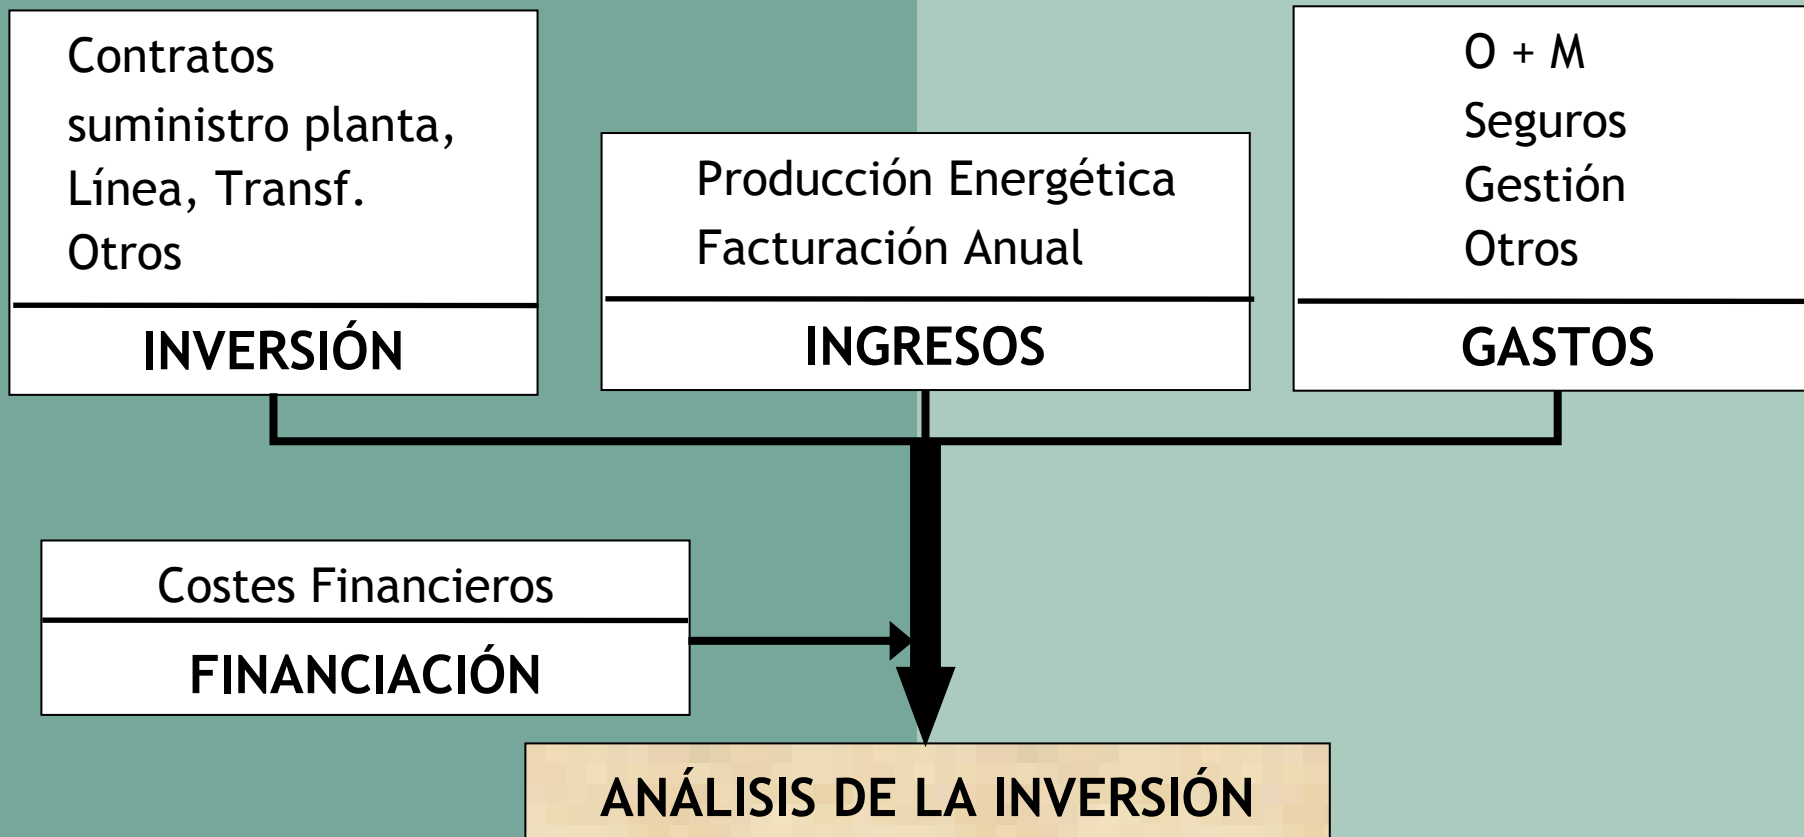 Contratos
suministro planta,
Línea, Transf.
Otros
INVERSIÓN
Producción Energética
Facturación Anual
INGRESOS
O + M
Seguros
Gestión
Otros
GASTOS
Costes Financieros
FINANCIACIÓN
ANÁLISIS DE LA INVERSIÓN